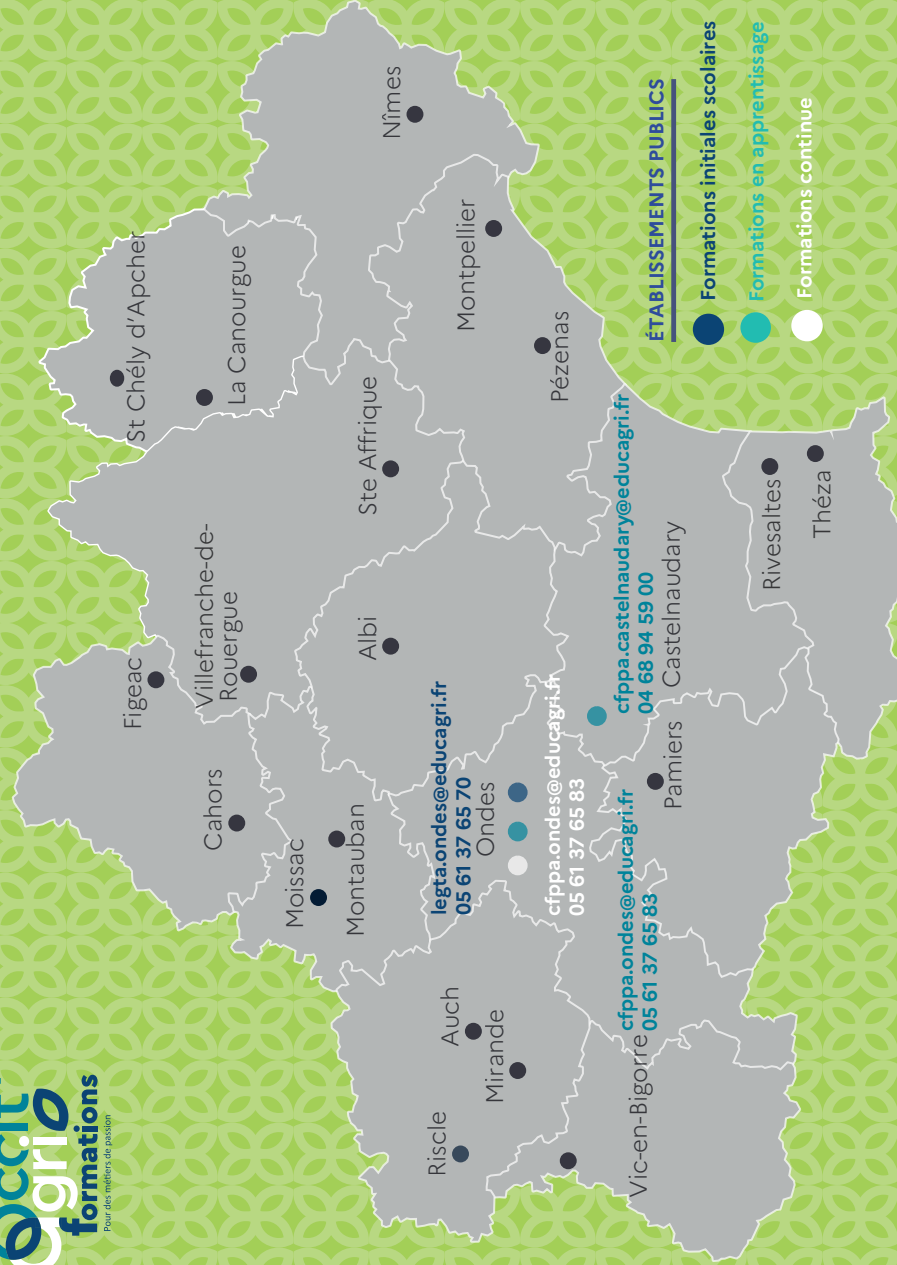 Occit'
agri
formations
Pour des métiers de passion
St Chély d'Apcher
La Canourgue
Nîmes
Figeac
Villefranche-de-
Rouergue
Cahors
Ste Affrique
Montpellier
Moissac
Montauban
Albi
Pézenas
legta.ondes@educagri.fr
05 61 37 65 70
Ondes
cfppa.ondes@educagri.fr
05 61 37 65 83
Riscle
Auch
Mirande
cfppa.ondes@educagri.fr
05 61 37 65 83
Vic-en-Bigorre
Pamiers
cfppa.castelnaudary@educagri.fr
04 68 94 59 00
Castelnaudary
Rivesaltes
Théza
ÉTABLISSEMENTS PUBLICS
Formations initiales scolaires
Formations en apprentissage
Formations continue